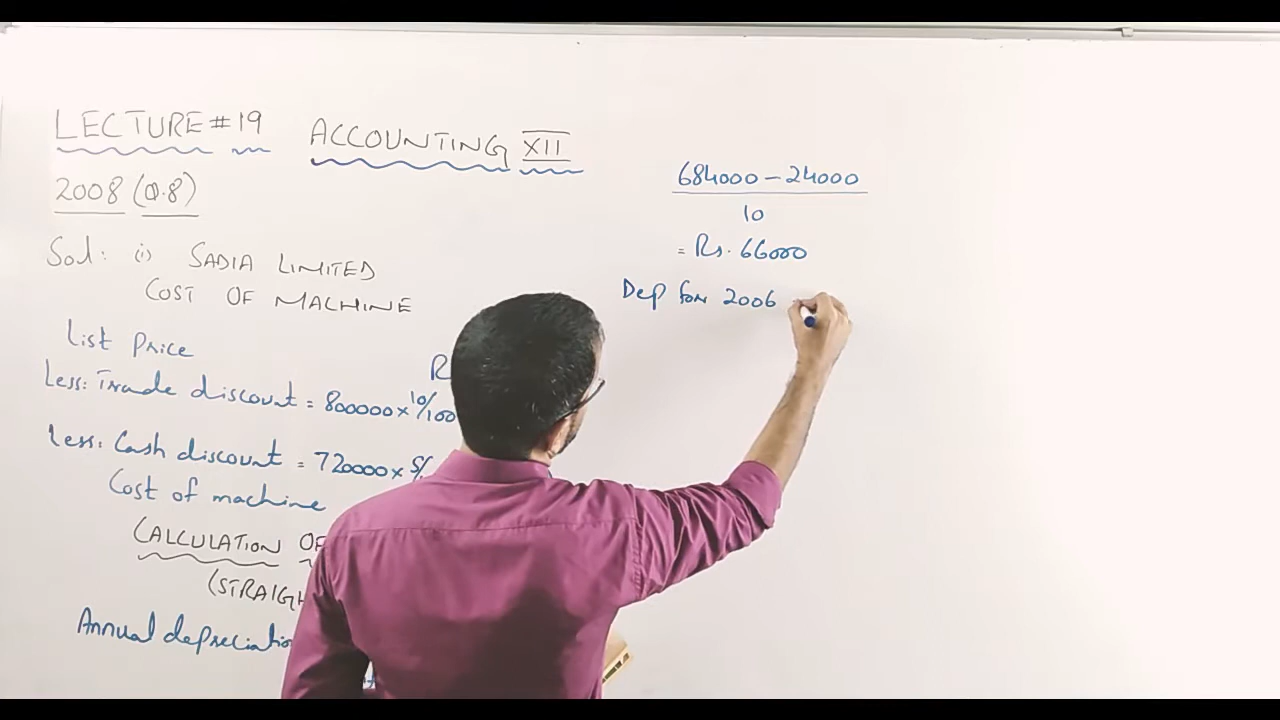 LECTURE # 19 ACCOUNTING XII
2008 (Q.8)
Sol: (i) SADIA LIMITED
COST OF MACHINE
List Price
R
Less: Trade discount = 800000 × 10/100
Less: Cash discount = 720000 × 5/
Cost of machine
CALCULATION OF
(STRAIGH
Annual depreciation
684000 – 24000
10
= Rs. 66000
Dep for 2006